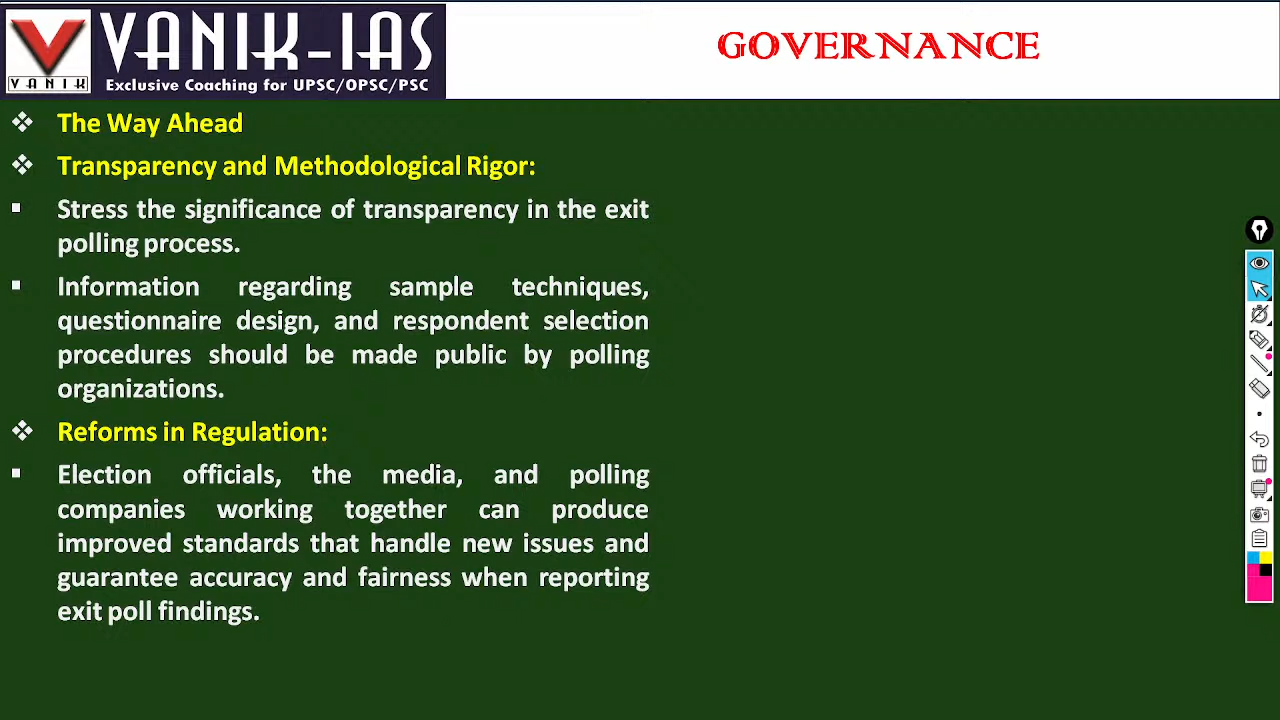 VANIK-IAS
VANIK
Exclusive Coaching for UPSC/OPSC/PSC
GOVERNANCE
The Way Ahead
Transparency and Methodological Rigor:
Stress the significance of transparency in the exit
polling process.
Information regarding sample techniques,
questionnaire design, and respondent selection
procedures should be made public by polling
organizations.
Reforms in Regulation:
Election officials, the media, and polling
companies working together can produce
improved standards that handle new issues and
guarantee accuracy and fairness when reporting
exit poll findings.